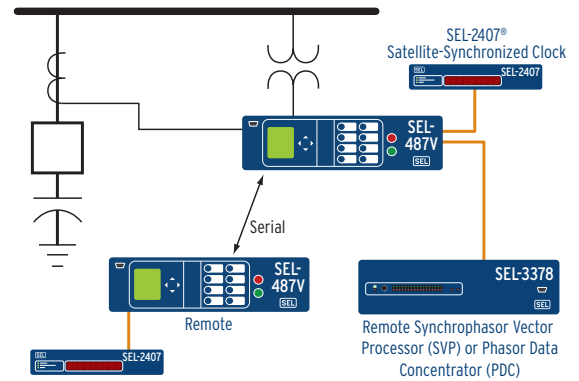 SEL-2407®
Satellite-Synchronized Clock
SEL
SEL-2407
SEL-
487V
SEL
Serial
SEL-
487V
SEL
Remote
SEL-3378
SEL
Remote Synchrophasor Vector
Processor (SVP) or Phasor Data
Concentrator (PDC)
SEL
SEL-2407